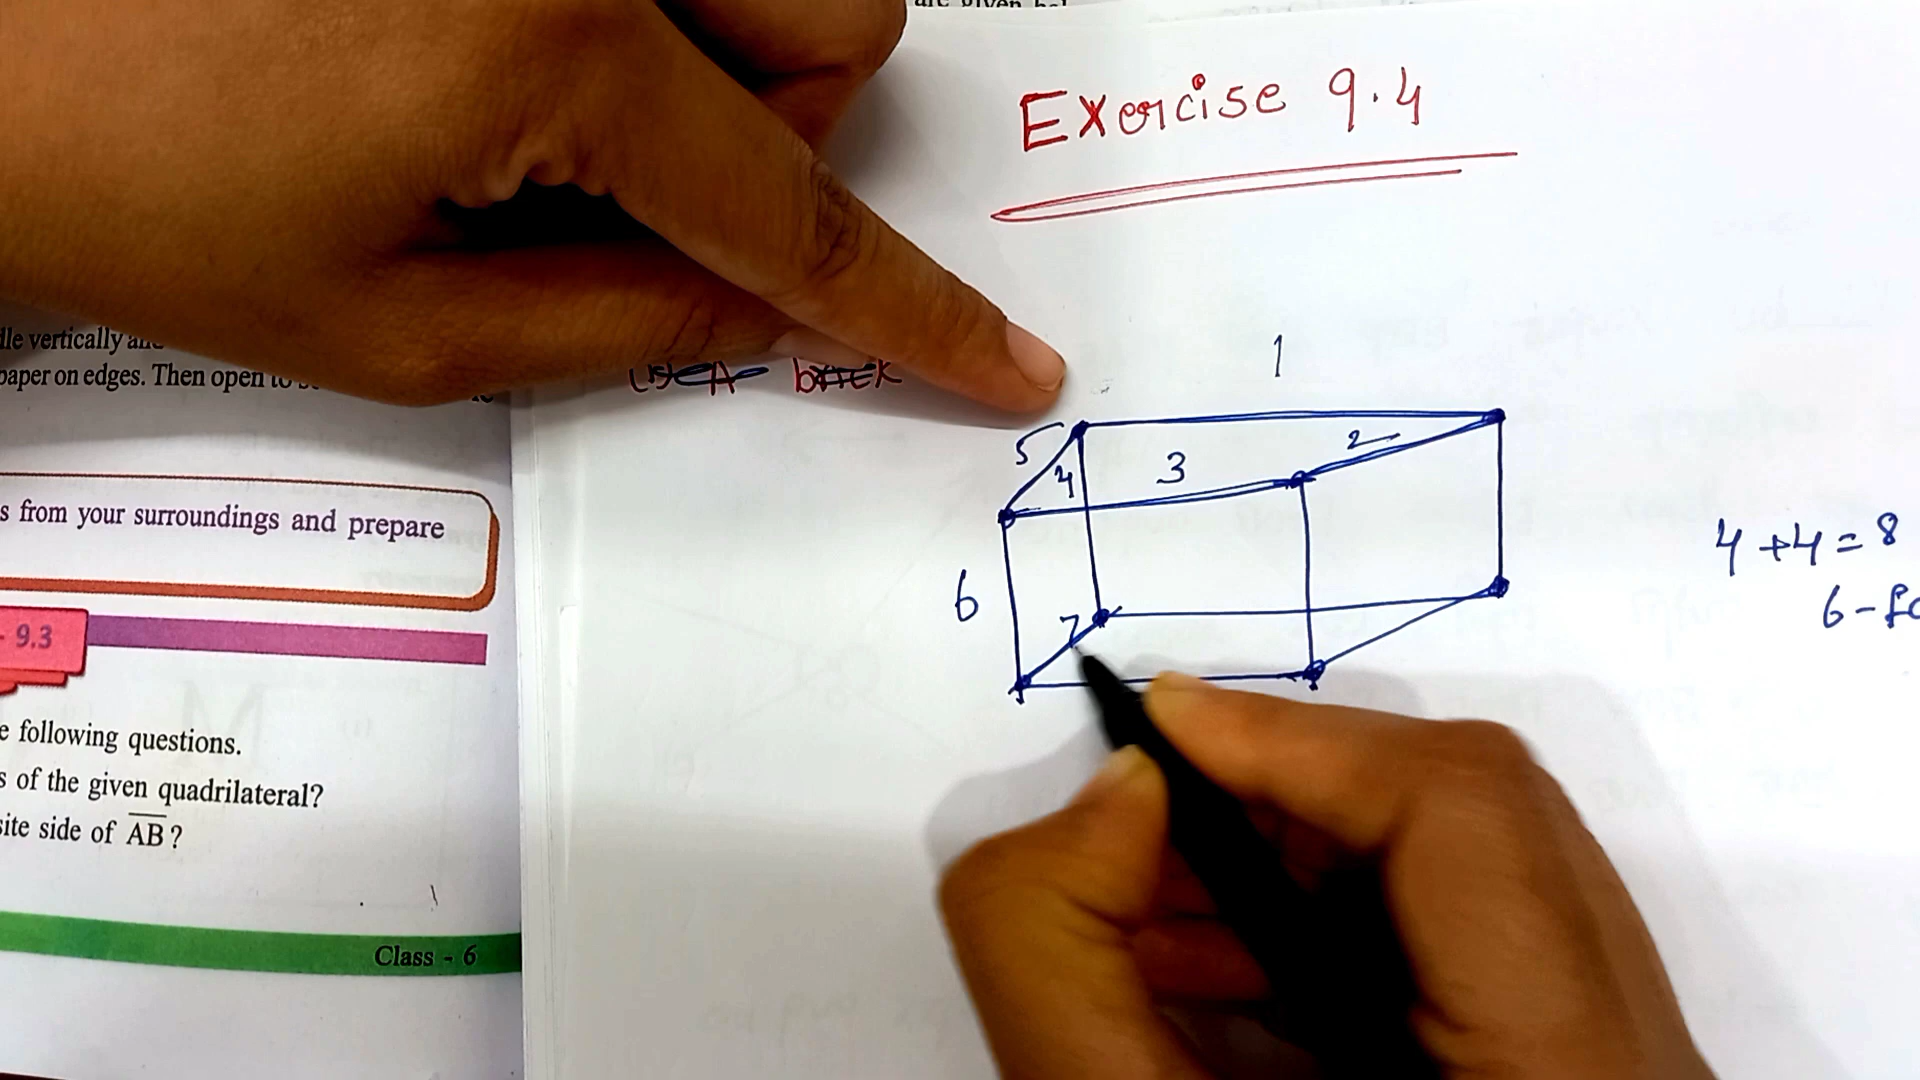 Exercise 9.4
dle vertically
paper on edges. Then open to
1
5
4
3
2
6
7
4 + 4 = 8
6 -
s from your surroundings and prepare
- 9.3
e following questions.
s of the given quadrilateral?
site side of AB?
Class - 6